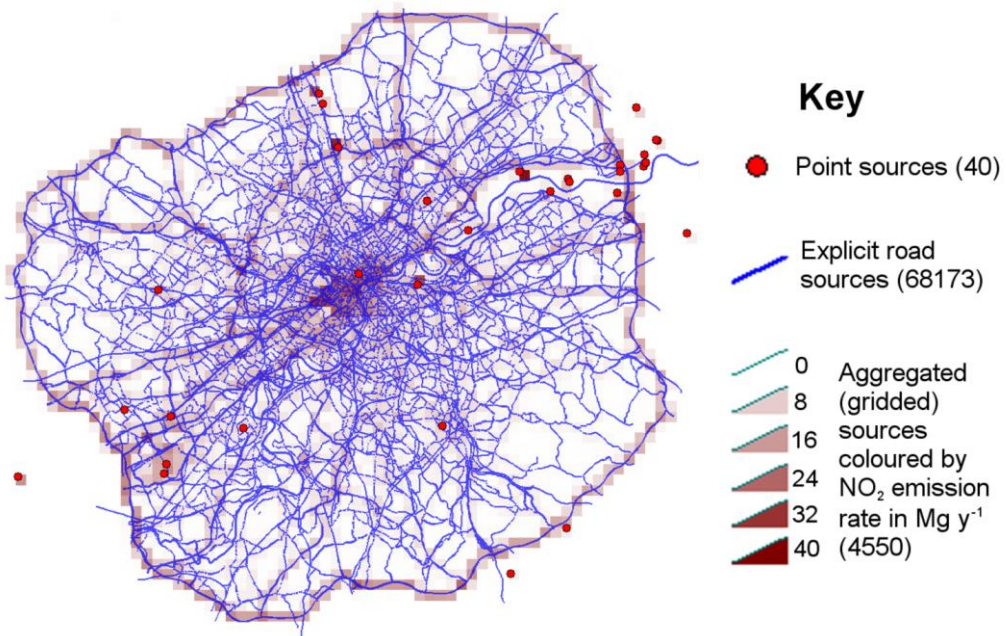 Key
Point sources (40)
Explicit road
sources (68173)
0
8
16
24
32
40
Aggregated
(gridded)
sources
coloured by
NO₂ emission
rate in Mg y⁻¹
(4550)